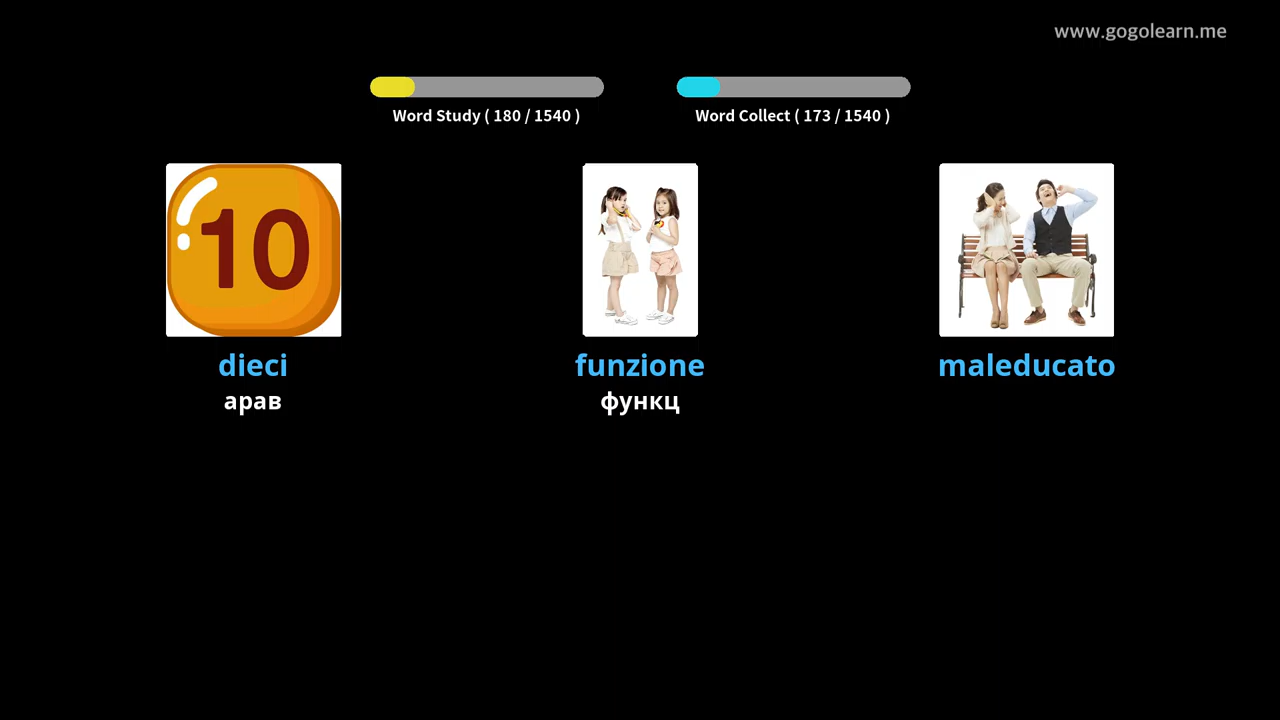 www.gogolearn.me
Word Study ( 180 / 1540 )
Word Collect ( 173 / 1540 )
10
dieci
арав
funzione
функц
maleducato